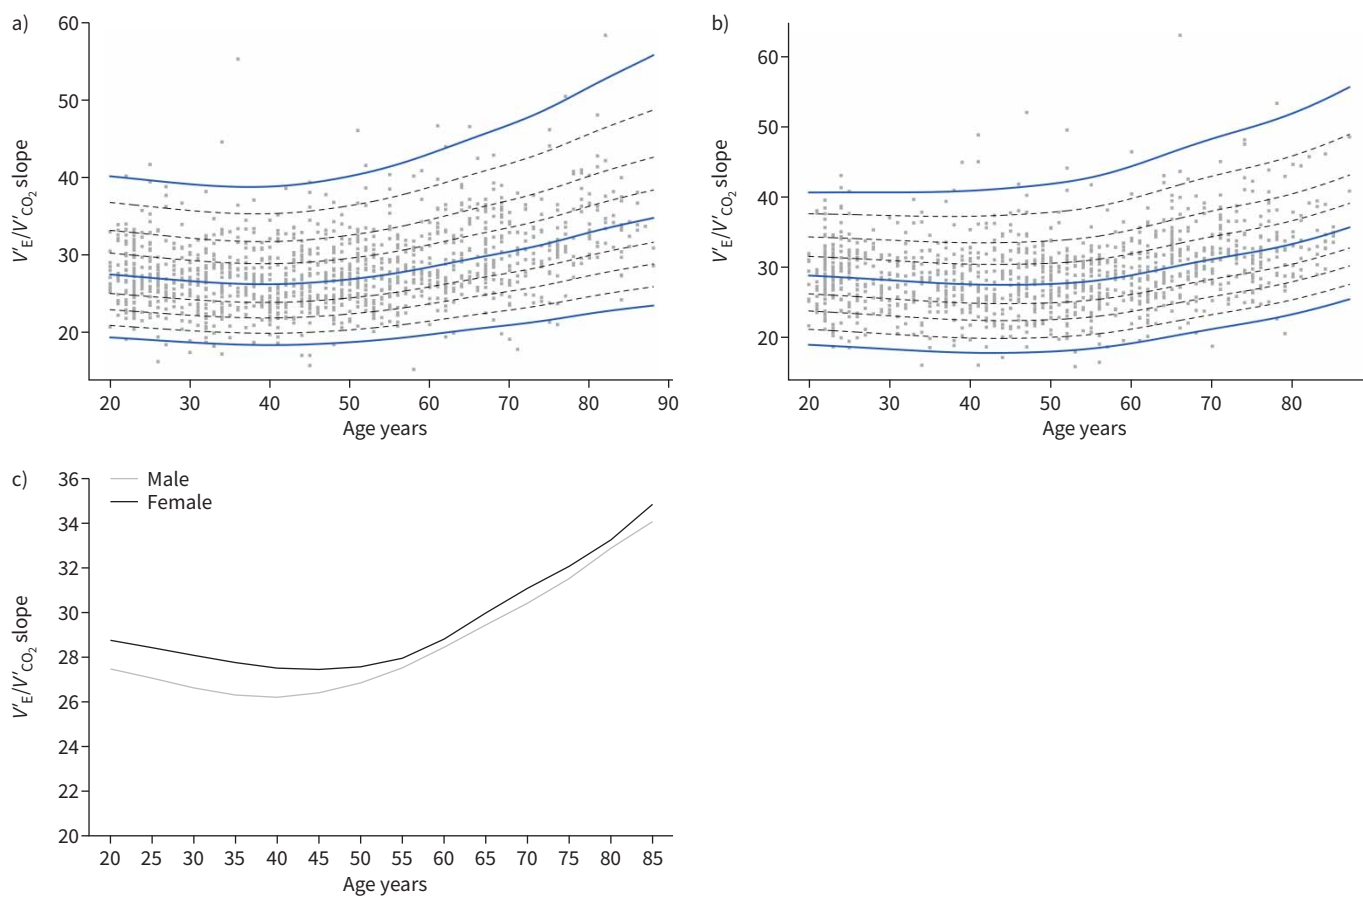 a)
60
50
40
30
20
V′E/V′CO2 slope
20 30 40 50 60 70 80 90
Age years
b)
60
50
40
30
20
V′E/V′CO2 slope
20 30 40 50 60 70 80
Age years
c)
Male
Female
36
34
32
30
28
26
24
22
20
V′E/V′CO2 slope
20 25 30 35 40 45 50 55 60 65 70 75 80 85
Age years